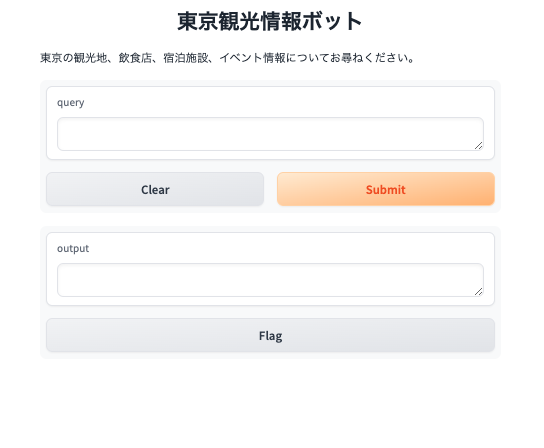 東京観光情報ボット
東京の観光地、飲食店、宿泊施設、イベント情報についてお尋ねください。
query
Clear
Submit
output
Flag